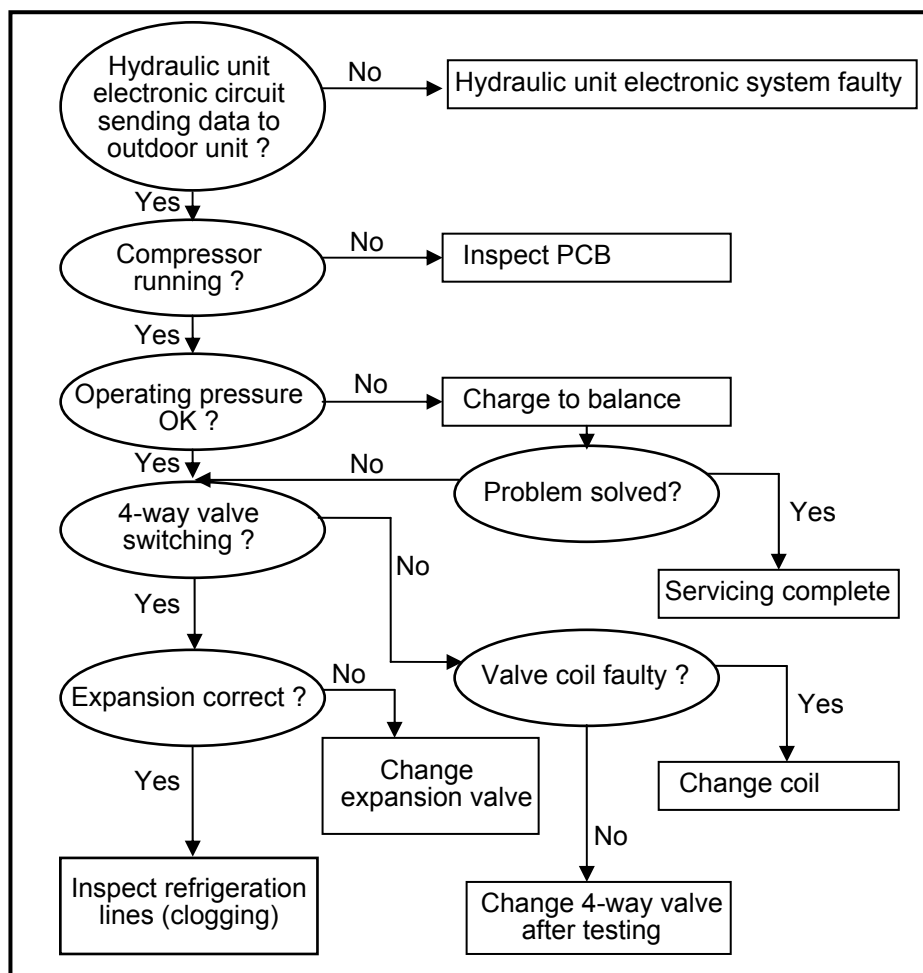 Hydraulic unit
electronic circuit
sending data to
outdoor unit ?
No
Hydraulic unit electronic system faulty
Yes
Compressor
running ?
No
Inspect PCB
Yes
Operating pressure
OK ?
No
Charge to balance
Yes
No
Problem solved?
Yes
Servicing complete
4-way valve
switching ?
No
Yes
Valve coil faulty ?
Yes
Change coil
Expansion correct ?
No
Change
expansion valve
Yes
No
Inspect refrigeration
lines (clogging)
Change 4-way valve
after testing